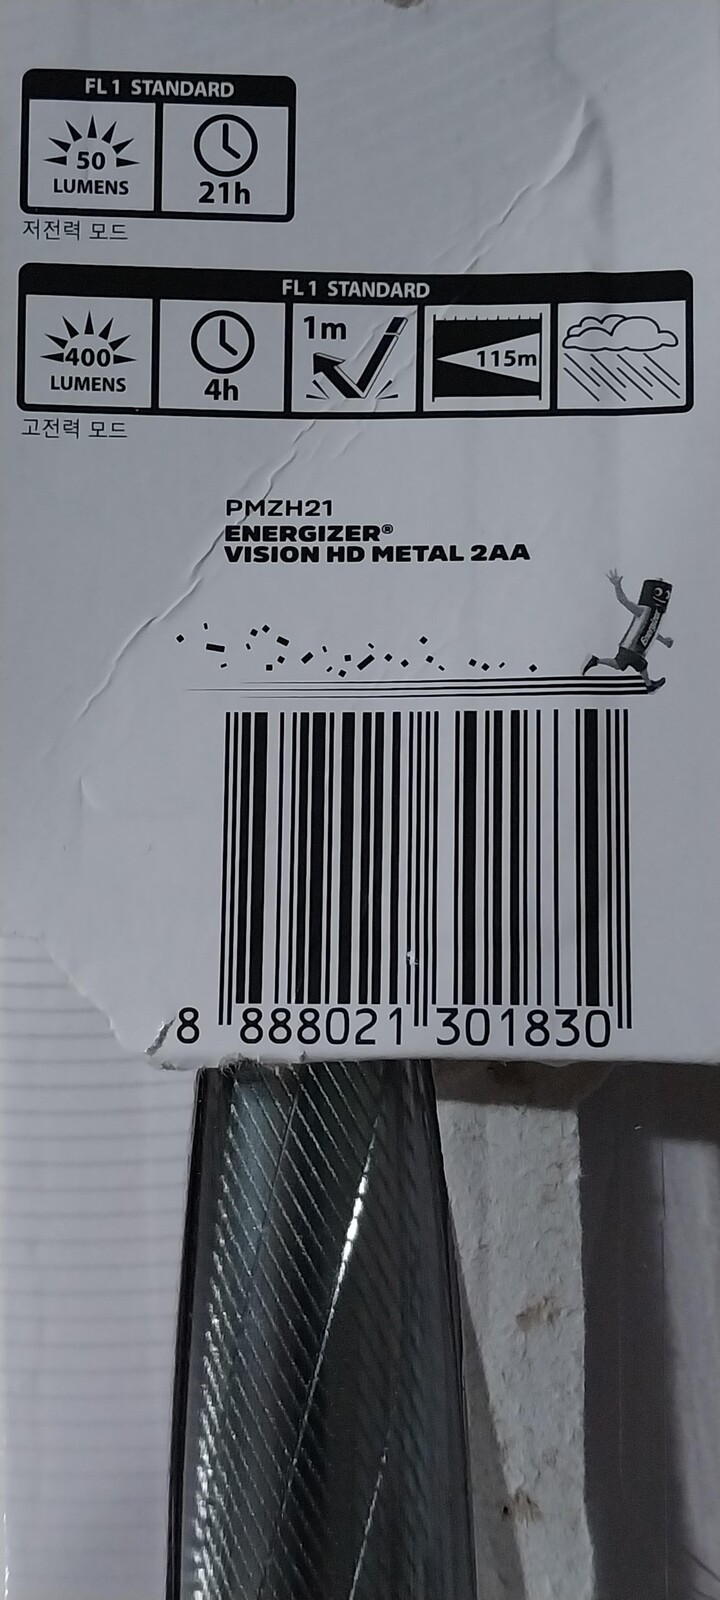 FL 1 STANDARD
50
LUMENS
21h
저전력 모드
FL 1 STANDARD
400
LUMENS
4h
1m
115m
고전력 모드
PMZH21
ENERGIZER®
VISION HD METAL 2AA
Energizer
8 888021 301830